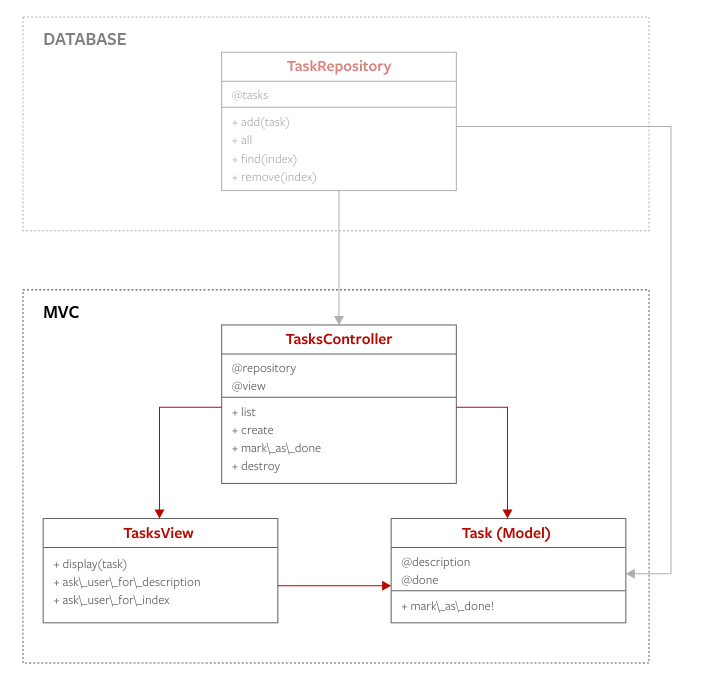 DATABASE
TaskRepository
@tasks
+ add(task)
+ all
+ find(index)
+ remove(index)
MVC
TasksController
@repository
@view
+ list
+ create
+ mark\_as\_done
+ destroy
TasksView
+ display(task)
+ ask\_user\_for\_description
+ ask\_user\_for\_index
Task (Model)
@description
@done
+ mark\_as\_done!